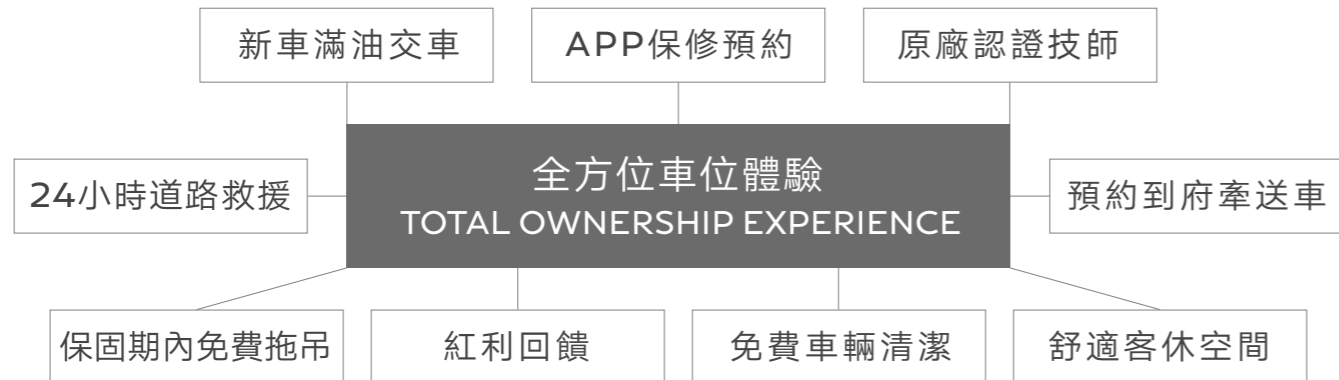 新車滿油交車
APP保修預約
原廠認證技師
全方位車位體驗
TOTAL OWNERSHIP EXPERIENCE
24小時道路救援
預約到府牽送車
保固期內免費拖吊
紅利回饋
免費車輛清潔
舒適客休空間